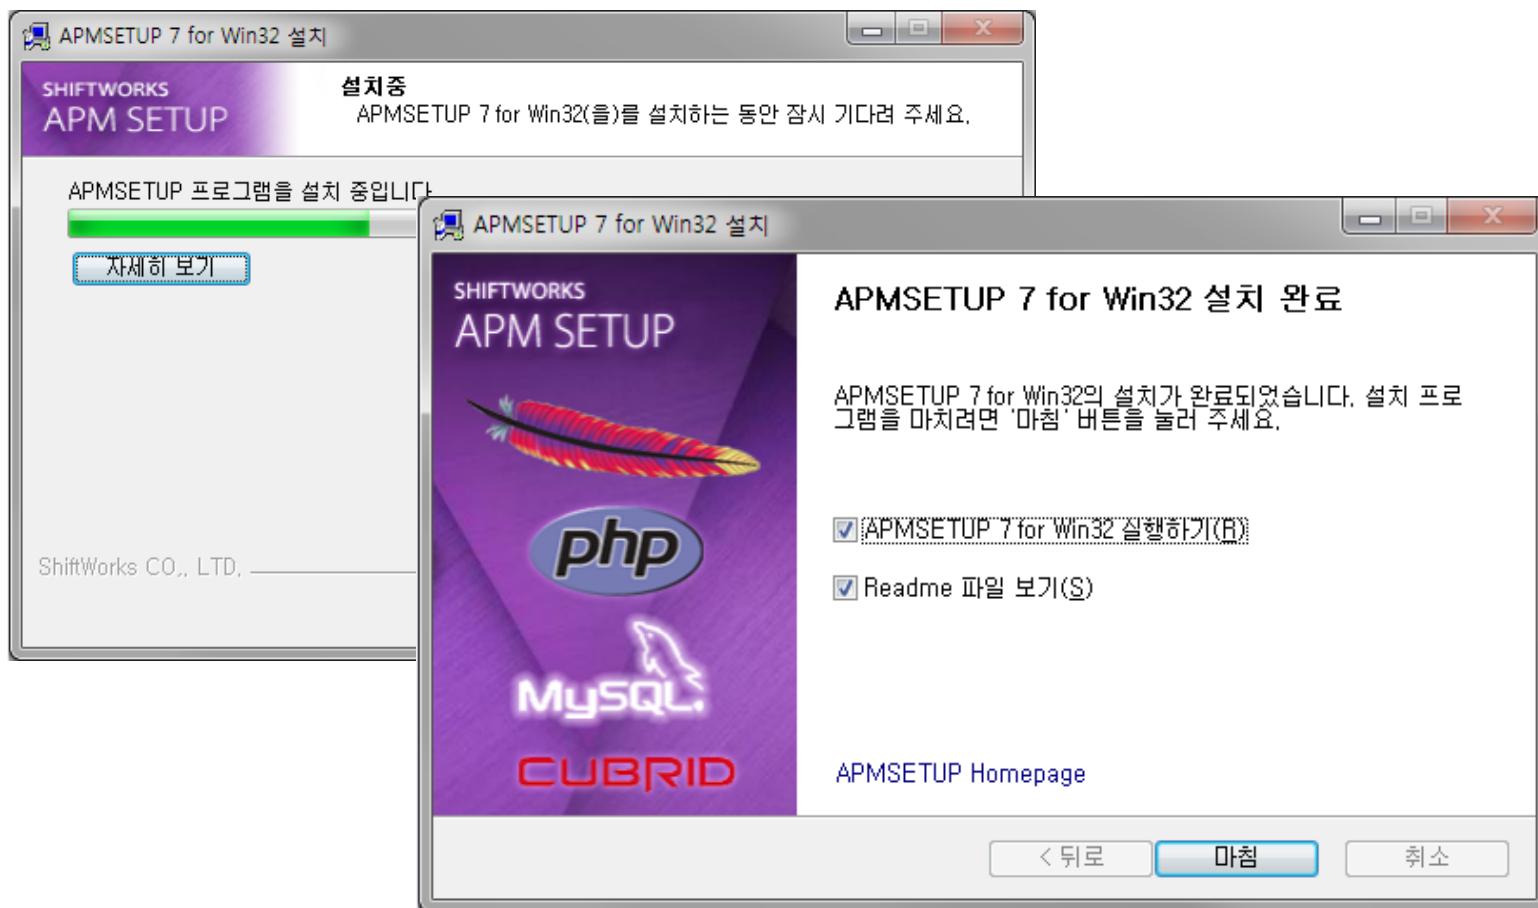 APMSETUP 7 for Win32 설치
SHIFTWORKS
APM SETUP
설치중
APMSETUP 7 for Win32(을)를 설치하는 동안 잠시 기다려 주세요.
APMSETUP 프로그램을 설치 중입니다
자세히 보기
ShiftWorks CO,, LTD,
APMSETUP 7 for Win32 설치
SHIFTWORKS
APM SETUP
php
MySQL.
CUBRID
APMSETUP 7 for Win32 설치 완료
APMSETUP 7 for Win32의 설치가 완료되었습니다. 설치 프로
그램을 마치려면 '마침' 버튼을 눌러 주세요.
APMSETUP 7 for Win32 실행하기(R)
Readme 파일 보기(S)
APMSETUP Homepage
< 뒤로
마침
취소